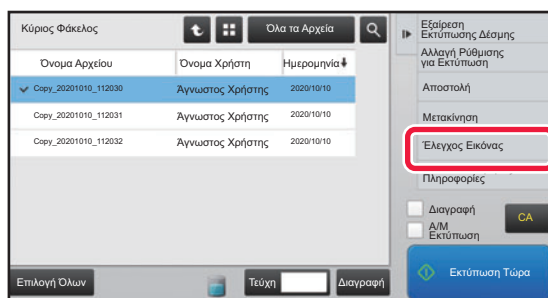 Κύριος Φάκελος
Όλα τα Αρχεία
Όνομα Αρχείου
Όνομα Χρήστη
Ημερομηνία
Copy_20201010_112030
Άγνωστος Χρήστης
2020/10/10
Copy_20201010_112031
Άγνωστος Χρήστης
2020/10/10
Copy_20201010_112032
Άγνωστος Χρήστης
2020/10/10
Επιλογή Όλων
Τεύχη
Διαγραφή
Εξαίρεση
Εκτύπωσης Δέσμης
Αλλαγή Ρύθμισης
για Εκτύπωση
Αποστολή
Μετακίνηση
Έλεγχος Εικόνας
Πληροφορίες
Διαγραφή
Α/Μ
Εκτύπωση
CA
Εκτύπωση Τώρα